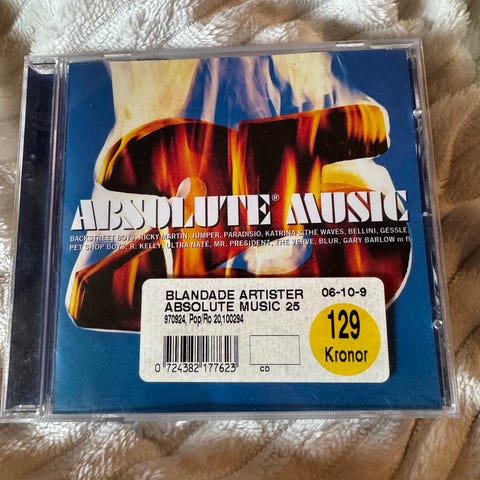 25
ABSOLUTE® MUSIC
BACKSTREET BOYS, RICKY MARTIN, JUMPER, PARADISIO, KATRINA & THE WAVES, BELLINI, GESSLE,
PET SHOP BOYS, R. KELLY, ULTRA NATÉ, MR. PRESIDENT, THE VERVE, BLUR, GARY BARLOW m fl
BLANDADE ARTISTER 06-10-9
ABSOLUTE MUSIC 25
970924, Pop/Ro 20,100294
129
Kronor
0 724382 177623
CD